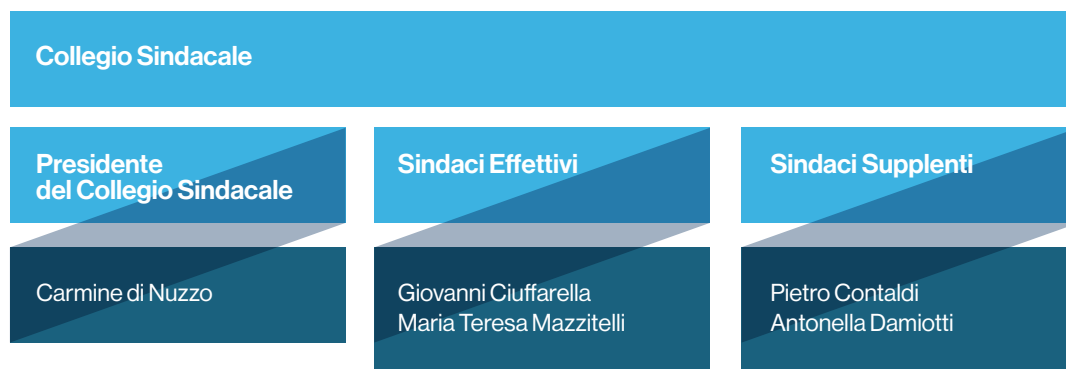 Collegio Sindacale
Presidente
del Collegio Sindacale
Carmine di Nuzzo
Sindaci Effettivi
Giovanni Ciuffarella
Maria Teresa Mazzitelli
Sindaci Supplenti
Pietro Contaldi
Antonella Damiotti